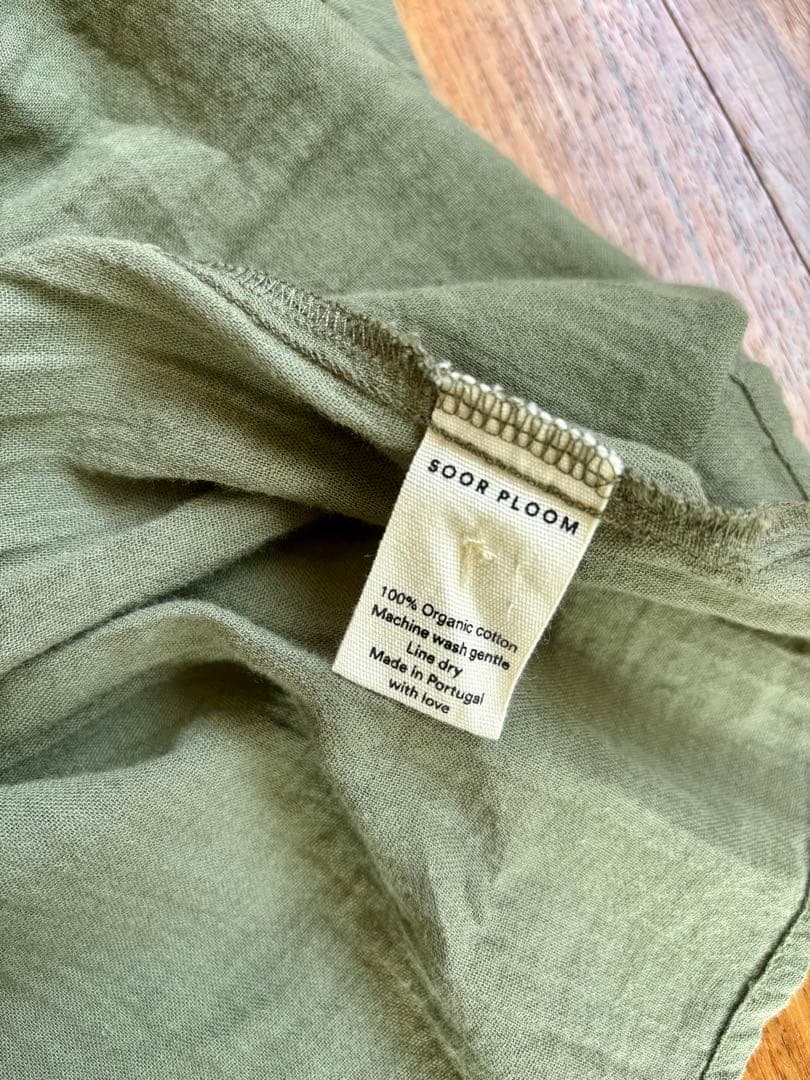 SOOR PLOOM
100% Organic cotton
Machine wash gentle
Line dry
Made in Portugal
with love